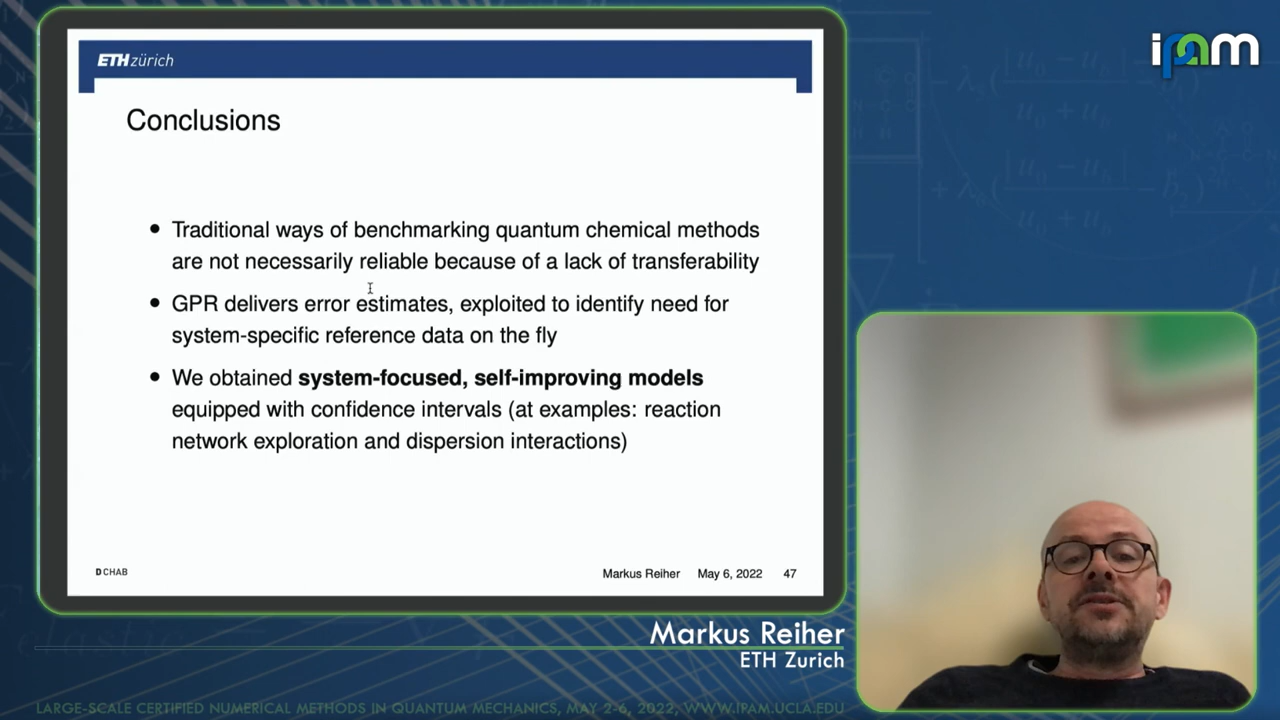 ETH zürich
ipam
Conclusions
• Traditional ways of benchmarking quantum chemical methods
are not necessarily reliable because of a lack of transferability
• GPR delivers error estimates, exploited to identify need for
system-specific reference data on the fly
• We obtained system-focused, self-improving models
equipped with confidence intervals (at examples: reaction
network exploration and dispersion interactions)
D CHAB
Markus Reiher May 6, 2022 47
Markus Reiher
ETH Zurich
LARGE-SCALE CERTIFIED NUMERICAL METHODS IN QUANTUM MECHANICS, MAY 2-6, 2022, WWW.IPAM.UCLA.EDU